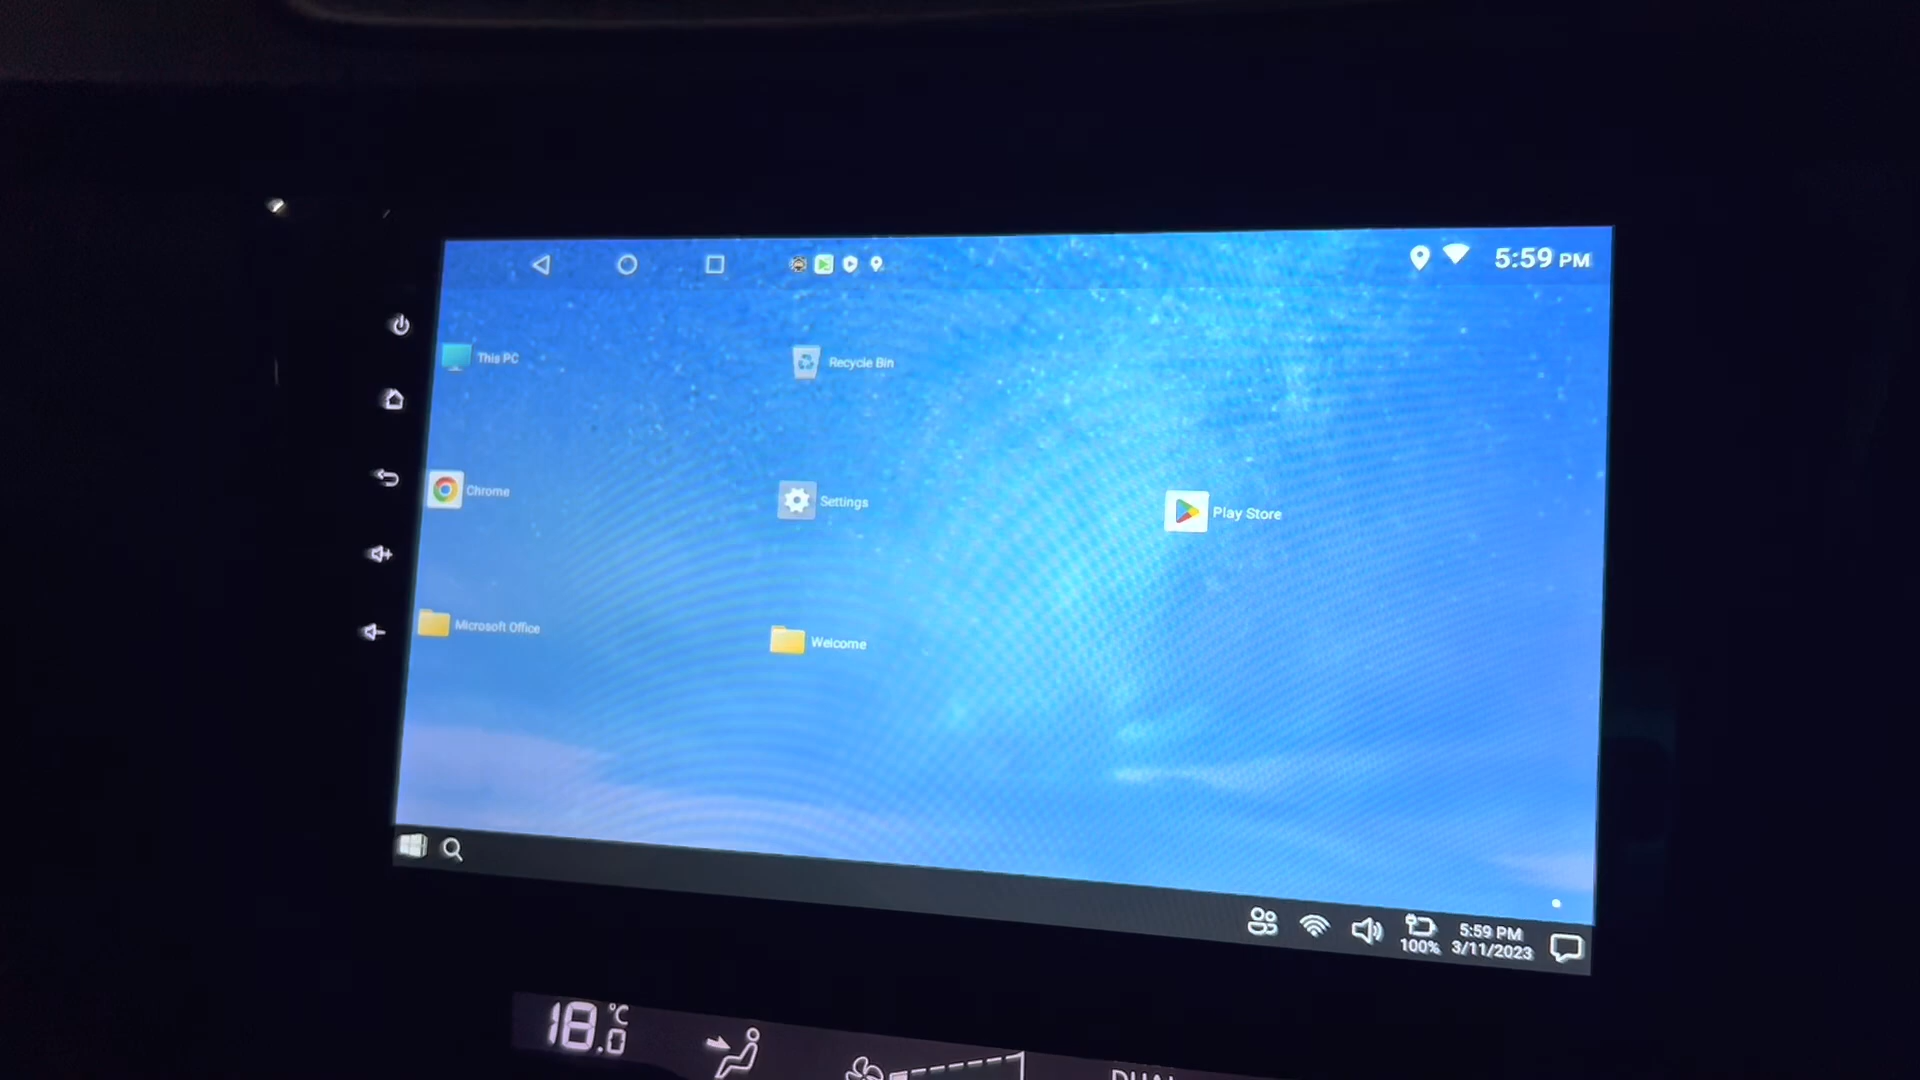 5:59 PM
This PC
Recycle Bin
Chrome
Settings
Play Store
Microsoft Office
Welcome
100%
5:59 PM
3/11/2023
18.0 °C
DUAL